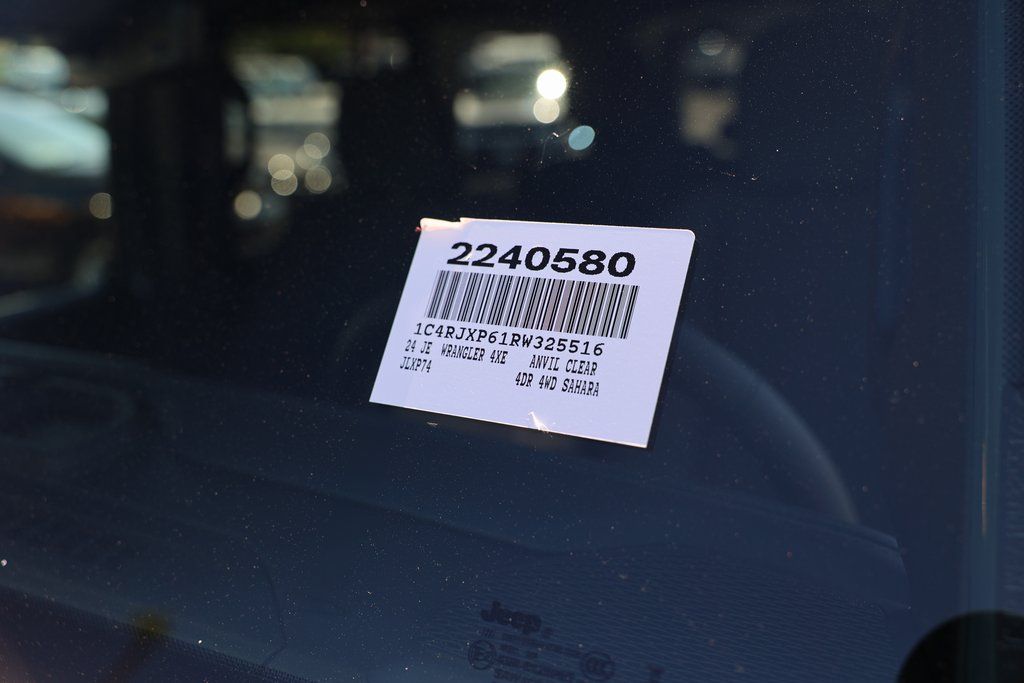 2240580
1C4RJXP61RW325516
24 JE WRANGLER 4XE ANVIL CLEAR
JLXP74 4DR 4WD SAHARA
Jeep